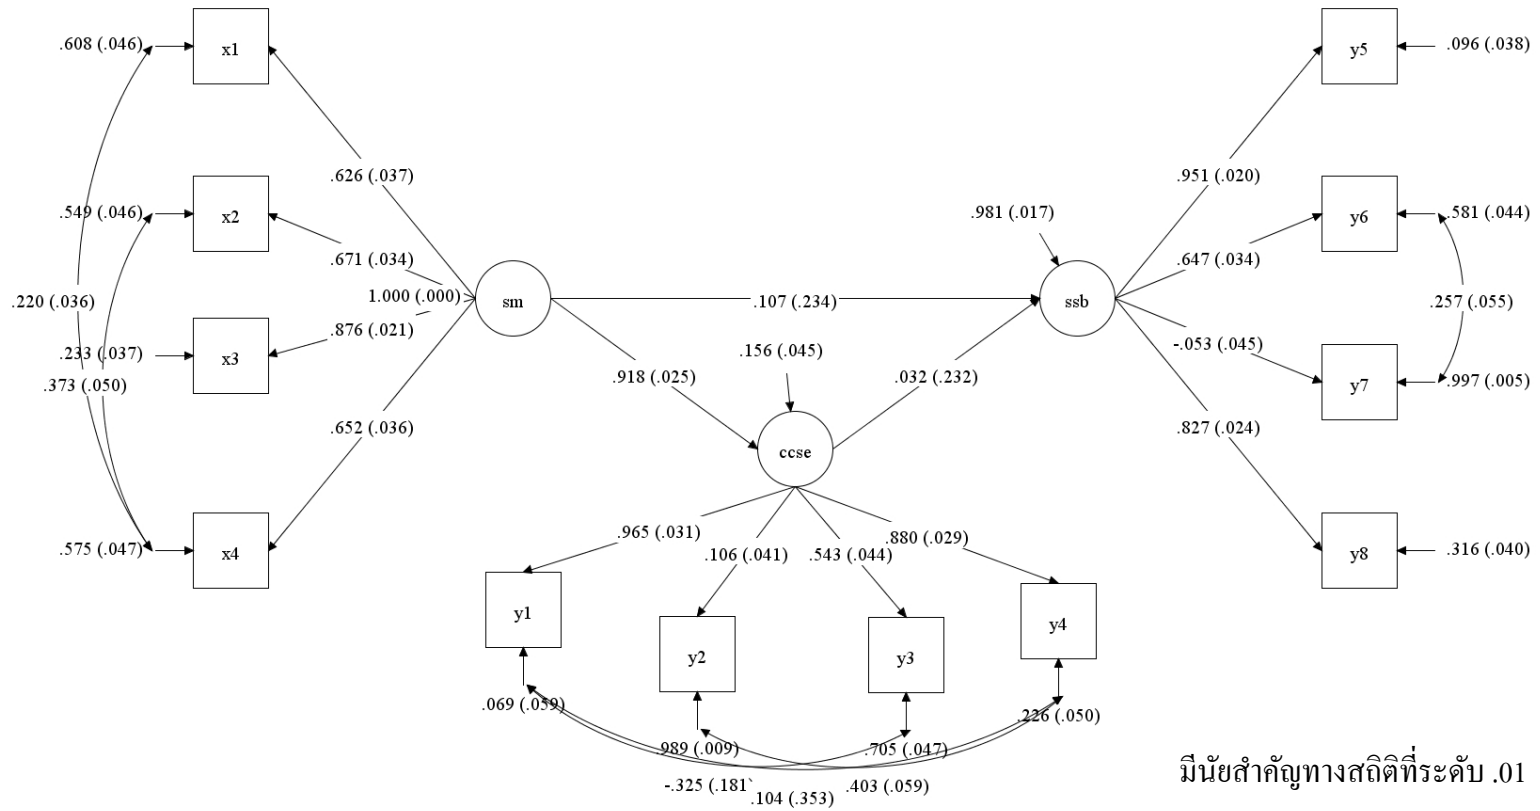 .608 (.046)
x1
y5
.096 (.038)
.626 (.037)
.951 (.020)
.549 (.046)
x2
.671 (.034)
.981 (.017)
.647 (.034)
y6
.581 (.044)
.220 (.036)
1.000 (.000)
sm
.107 (.234)
ssb
.257 (.055)
.233 (.037)
x3
.876 (.021)
.156 (.045)
-.053 (.045)
y7
.997 (.005)
.373 (.050)
.918 (.025)
.032 (.232)
.652 (.036)
ccse
.827 (.024)
.575 (.047)
x4
.965 (.031)
.106 (.041)
.543 (.044)
.880 (.029)
y8
.316 (.040)
y1
y2
y3
y4
.069 (.059)
.989 (.009)
.705 (.047)
.226 (.050)
-.325 (.181
.104 (.353)
.403 (.059)
มีนัยสำคัญทางสถิติที่ระดับ .01